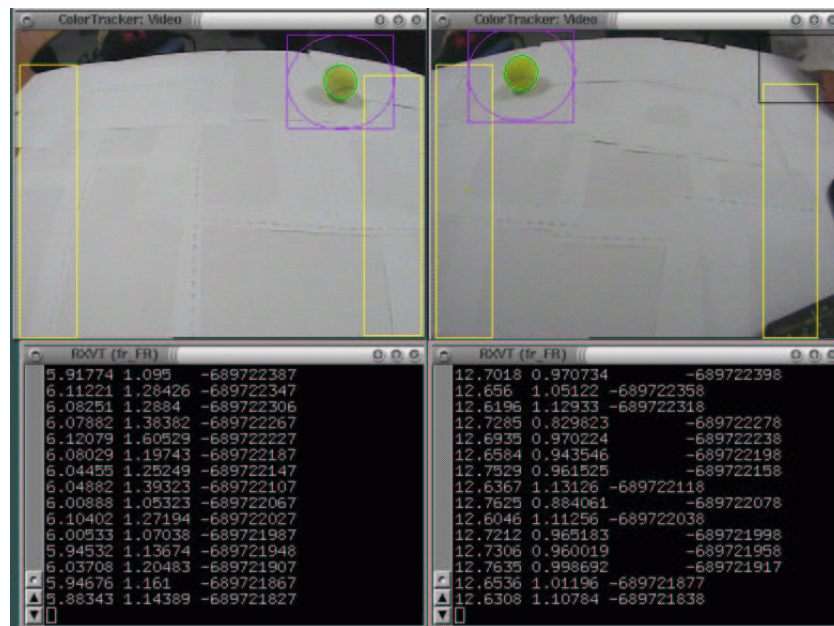 ColorTracker: Video
ColorTracker: Video
RXVT (fr_FR)
5.91774 1.095 -689722387
6.11221 1.28426 -689722347
6.08251 1.2884 -689722306
6.07882 1.38382 -689722267
6.12079 1.60529 -689722227
6.08029 1.19743 -689722187
6.04455 1.25249 -689722147
6.04882 1.39323 -689722107
6.00888 1.05323 -689722067
6.10402 1.27194 -689722027
6.00533 1.07038 -689721987
5.94532 1.13674 -689721948
6.03708 1.20483 -689721907
5.94676 1.161 -689721867
5.88343 1.14389 -689721827
RXVT (fr_FR)
12.7018 0.970734 -689722398
12.656 1.05122 -689722358
12.6196 1.12933 -689722318
12.7285 0.829823 -689722278
12.6935 0.970224 -689722238
12.6584 0.943546 -689722198
12.7529 0.961525 -689722158
12.6367 1.13126 -689722118
12.7625 0.884061 -689722078
12.6046 1.11256 -689722038
12.7212 0.965183 -689721998
12.7306 0.960019 -689721958
12.7635 0.998692 -689721917
12.6536 1.01196 -689721877
12.6308 1.10784 -689721838